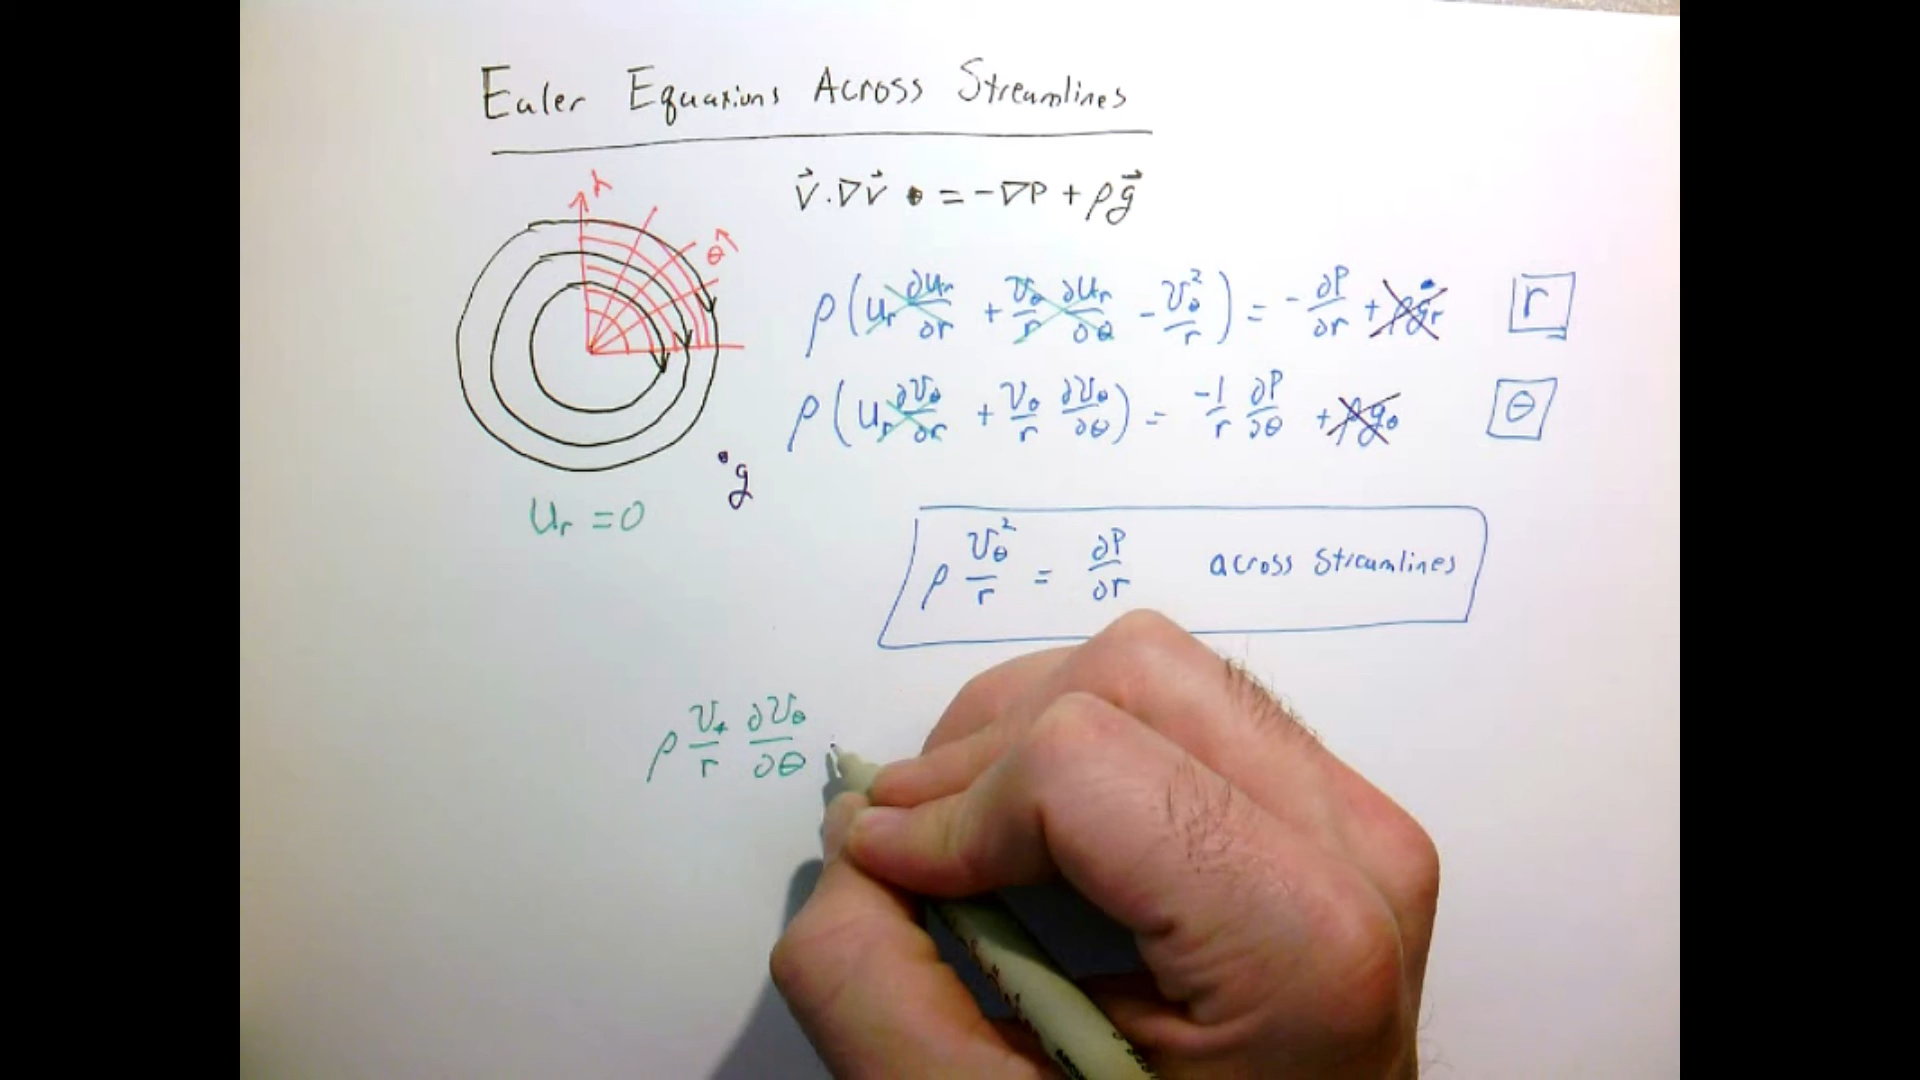 Euler Equations Across Streamlines
r
θ
V⃗ · ∇V⃗ = -∇P + ρg⃗
ρ(u_r ∂u_r/∂r + v_θ/r ∂u_r/∂θ - v_θ²/r) = -∂P/∂r + ρg_r [r]
ρ(u_r ∂v_θ/∂r + v_θ/r ∂v_θ/∂θ) = -1/r ∂P/∂θ + ρg_θ [θ]
g
u_r = 0
ρ v_θ²/r = ∂P/∂r across streamlines
ρ v_θ/r ∂v_θ/∂θ